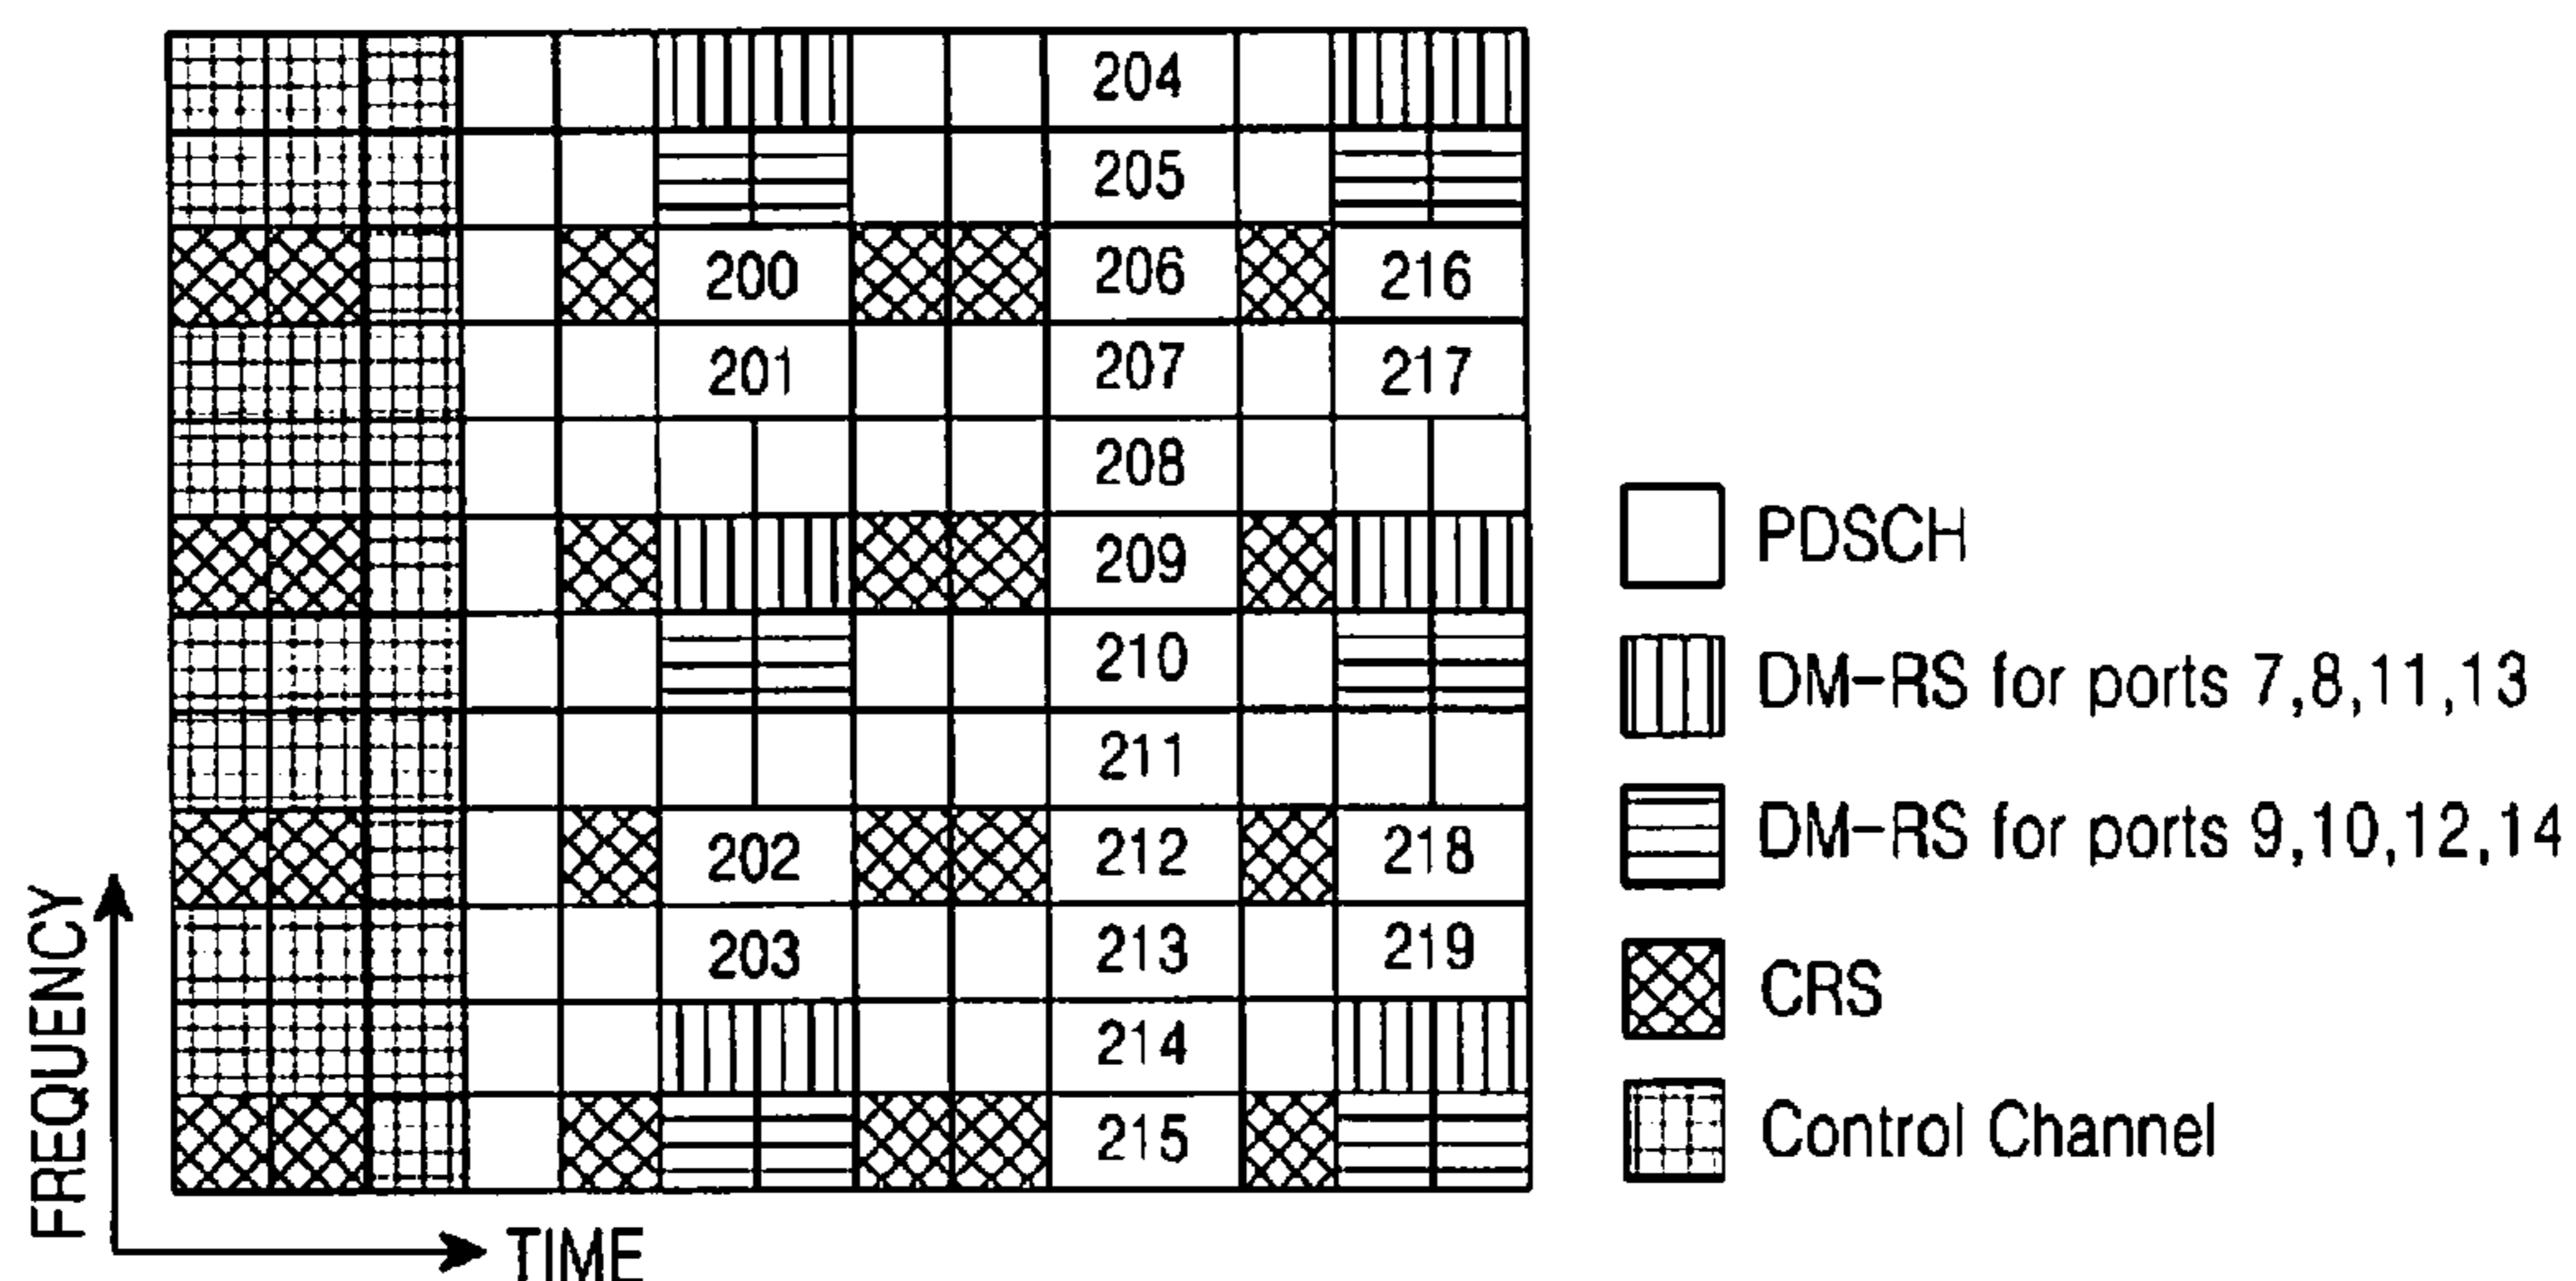 204
205
200 206 216
201 207 217
208
209
210
211
202 212 218
203 213 219
214
215
FREQUENCY
TIME
PDSCH
DM-RS for ports 7,8,11,13
DM-RS for ports 9,10,12,14
CRS
Control Channel